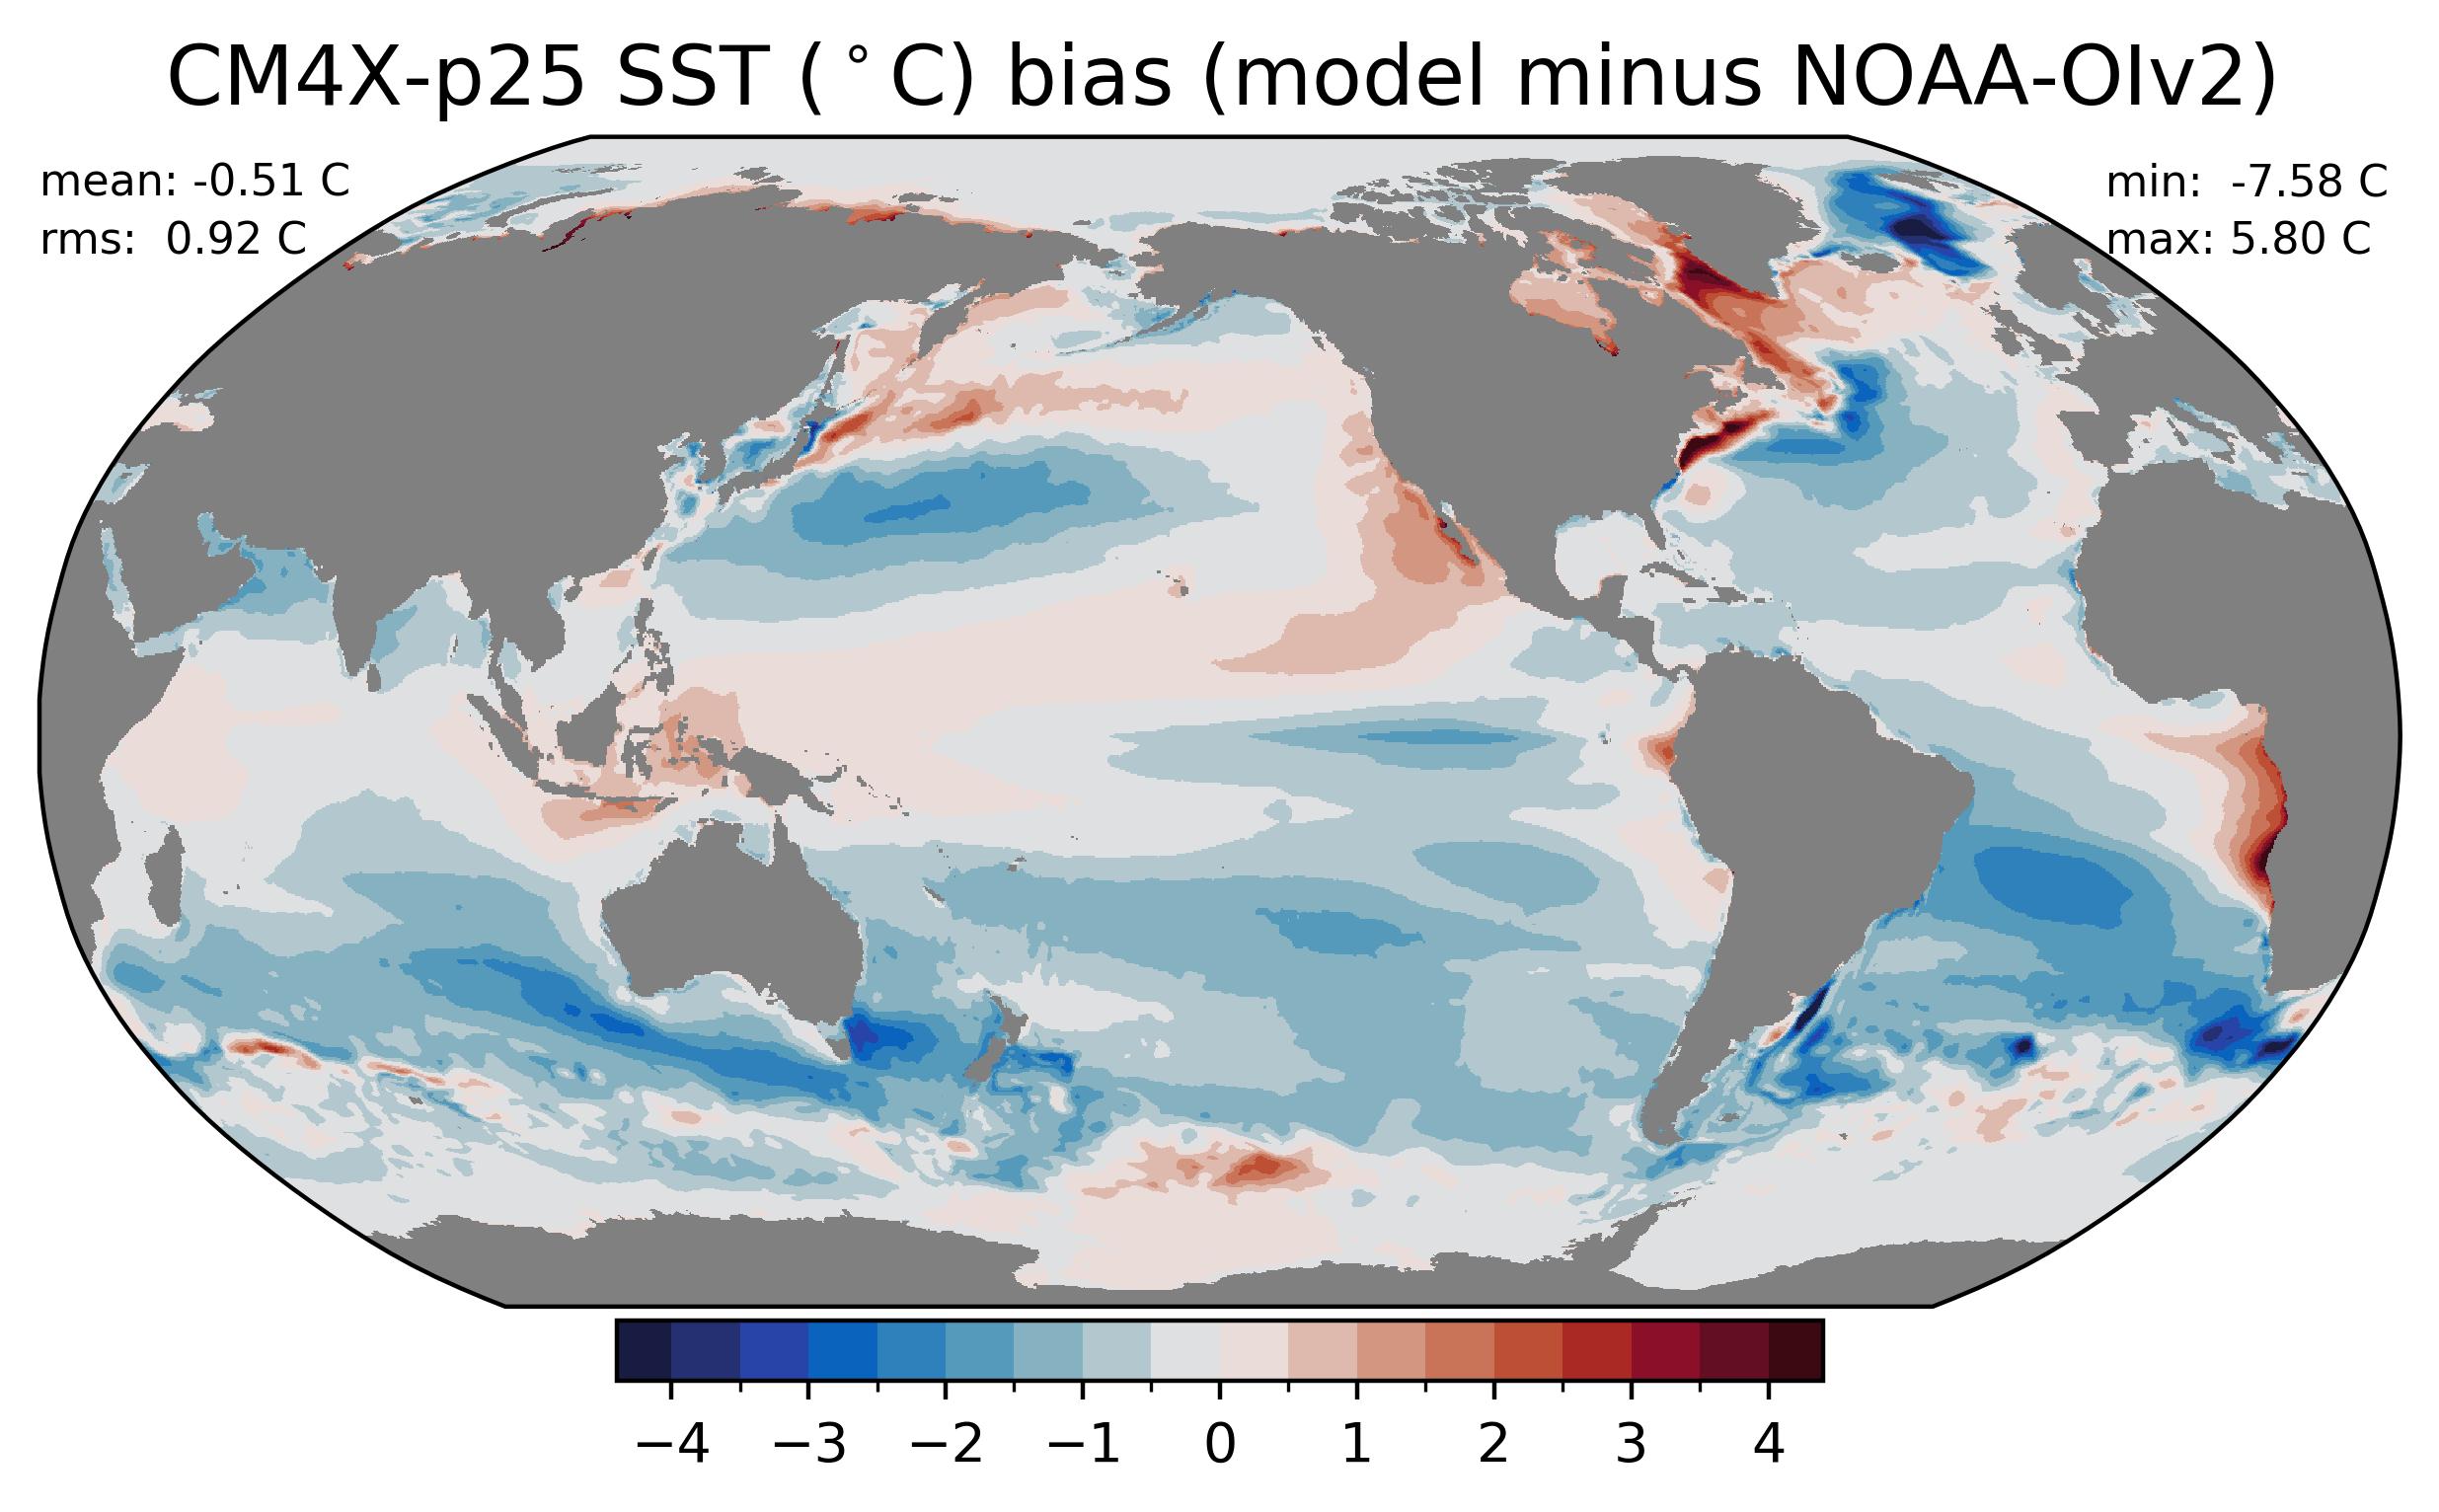 CM4X-p25 SST (°C) bias (model minus NOAA-OIv2)
mean: -0.51 C
rms: 0.92 C
min: -7.58 C
max: 5.80 C
−4 −3 −2 −1 0 1 2 3 4